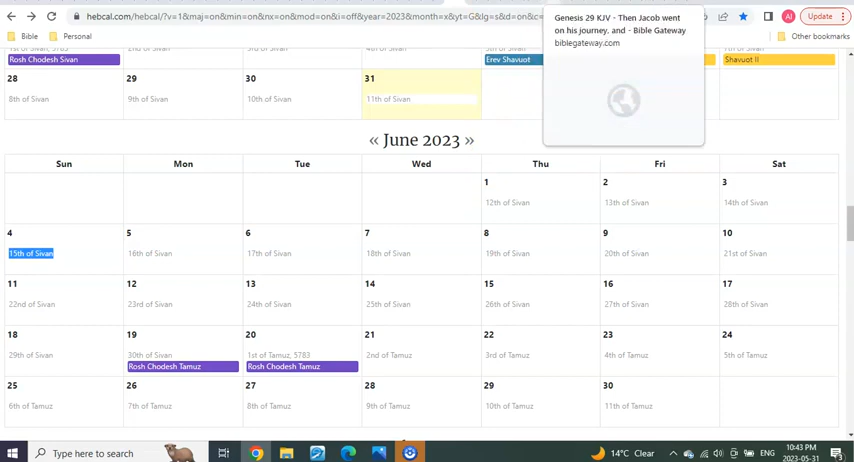 hebcal.com/hebcal/?v=1&maj=on&min=on&nx=on&mod=on&i=off&year=2023&month=x&yt=G&lg=s&d=on&c=
Update
Bible
Personal
Other bookmarks
Genesis 29 KJV - Then Jacob went
on his journey, and - Bible Gateway
biblegateway.com
Rosh Chodesh Sivan
Erev Shavuot
Shavuot II
28
29
30
31
8th of Sivan
9th of Sivan
10th of Sivan
11th of Sivan
« June 2023 »
Sun Mon Tue Wed Thu Fri Sat
1 2 3
12th of Sivan 13th of Sivan 14th of Sivan
4 5 6 7 8 9 10
15th of Sivan 16th of Sivan 17th of Sivan 18th of Sivan 19th of Sivan 20th of Sivan 21st of Sivan
11 12 13 14 15 16 17
22nd of Sivan 23rd of Sivan 24th of Sivan 25th of Sivan 26th of Sivan 27th of Sivan 28th of Sivan
18 19 20 21 22 23 24
29th of Sivan 30th of Sivan 1st of Tamuz, 5783 2nd of Tamuz 3rd of Tamuz 4th of Tamuz 5th of Tamuz
Rosh Chodesh Tamuz Rosh Chodesh Tamuz
25 26 27 28 29 30
6th of Tamuz 7th of Tamuz 8th of Tamuz 9th of Tamuz 10th of Tamuz 11th of Tamuz
Type here to search
14°C Clear
ENG
10:43 PM
2023-05-31
3